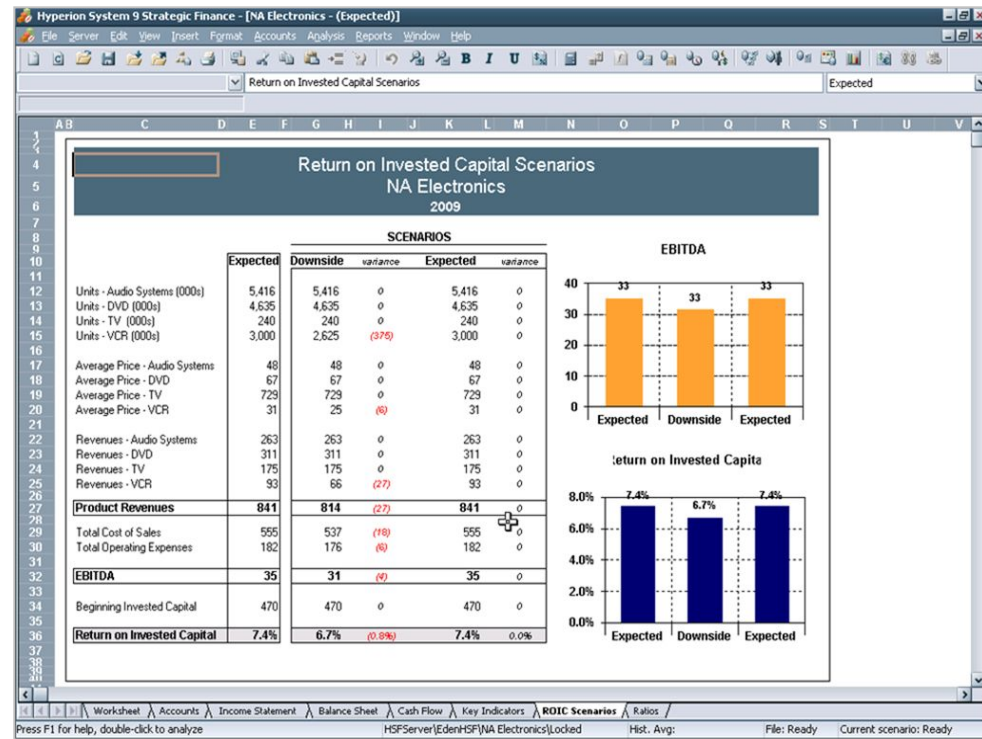 Hyperion System 9 Strategic Finance - [NA Electronics - (Expected)]
File Server Edit View Insert Format Accounts Analysis Reports Window Help
Return on Invested Capital Scenarios Expected
A B C D E F G H I J K L M N O P Q R S T U V
Return on Invested Capital Scenarios
NA Electronics
2009
SCENARIOS
Expected Downside variance Expected variance
Units - Audio Systems (000s) 5,416 5,416 0 5,416 0
Units - DVD (000s) 4,635 4,635 0 4,635 0
Units - TV (000s) 240 240 0 240 0
Units - VCR (000s) 3,000 2,625 (375) 3,000 0
Average Price - Audio Systems 48 48 0 48 0
Average Price - DVD 67 67 0 67 0
Average Price - TV 729 729 0 729 0
Average Price - VCR 31 25 (6) 31 0
Revenues - Audio Systems 263 263 0 263 0
Revenues - DVD 311 311 0 311 0
Revenues - TV 175 175 0 175 0
Revenues - VCR 93 66 (27) 93 0
Product Revenues 841 814 (27) 841 0
Total Cost of Sales 555 537 (18) 555 0
Total Operating Expenses 182 176 (6) 182 0
EBITDA 35 31 (4) 35 0
Beginning Invested Capital 470 470 0 470 0
Return on Invested Capital 7.4% 6.7% (0.8%) 7.4% 0.0%
EBITDA
40
30
20
10
0
33 33 33
Expected Downside Expected
eturn on Invested Capita
8.0%
6.0%
4.0%
2.0%
0.0%
7.4% 6.7% 7.4%
Expected Downside Expected
Worksheet Accounts Income Statement Balance Sheet Cash Flow Key Indicators ROIC Scenarios Ratios
Press F1 for help, double-click to analyze HSFServer\EdenHSF\NA Electronics\Locked Hist. Avg: File: Ready Current scenario: Ready